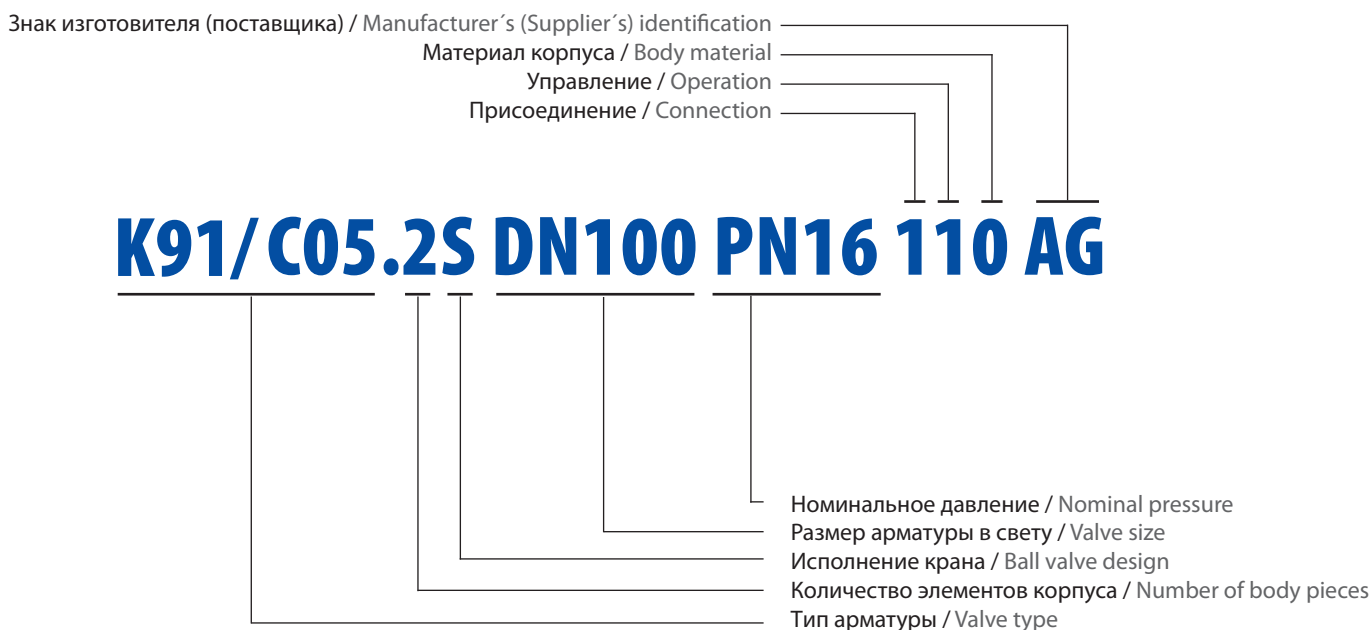 Знак изготовителя (поставщика) / Manufacturer´s (Supplier´s) identification
Материал корпуса / Body material
Управление / Operation
Присоединение / Connection
K91/C05.2S DN100 PN16 110 AG
Номинальное давление / Nominal pressure
Размер арматуры в свету / Valve size
Исполнение крана / Ball valve design
Количество элементов корпуса / Number of body pieces
Тип арматуры / Valve type